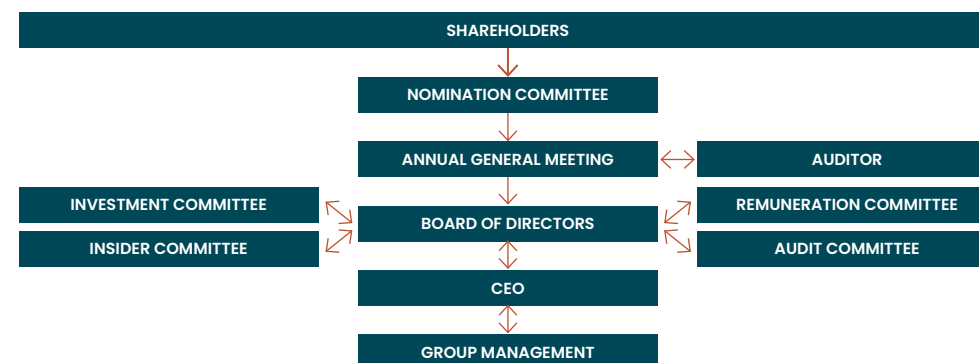 SHAREHOLDERS
NOMINATION COMMITTEE
ANNUAL GENERAL MEETING
AUDITOR
INVESTMENT COMMITTEE
REMUNERATION COMMITTEE
BOARD OF DIRECTORS
INSIDER COMMITTEE
AUDIT COMMITTEE
CEO
GROUP MANAGEMENT